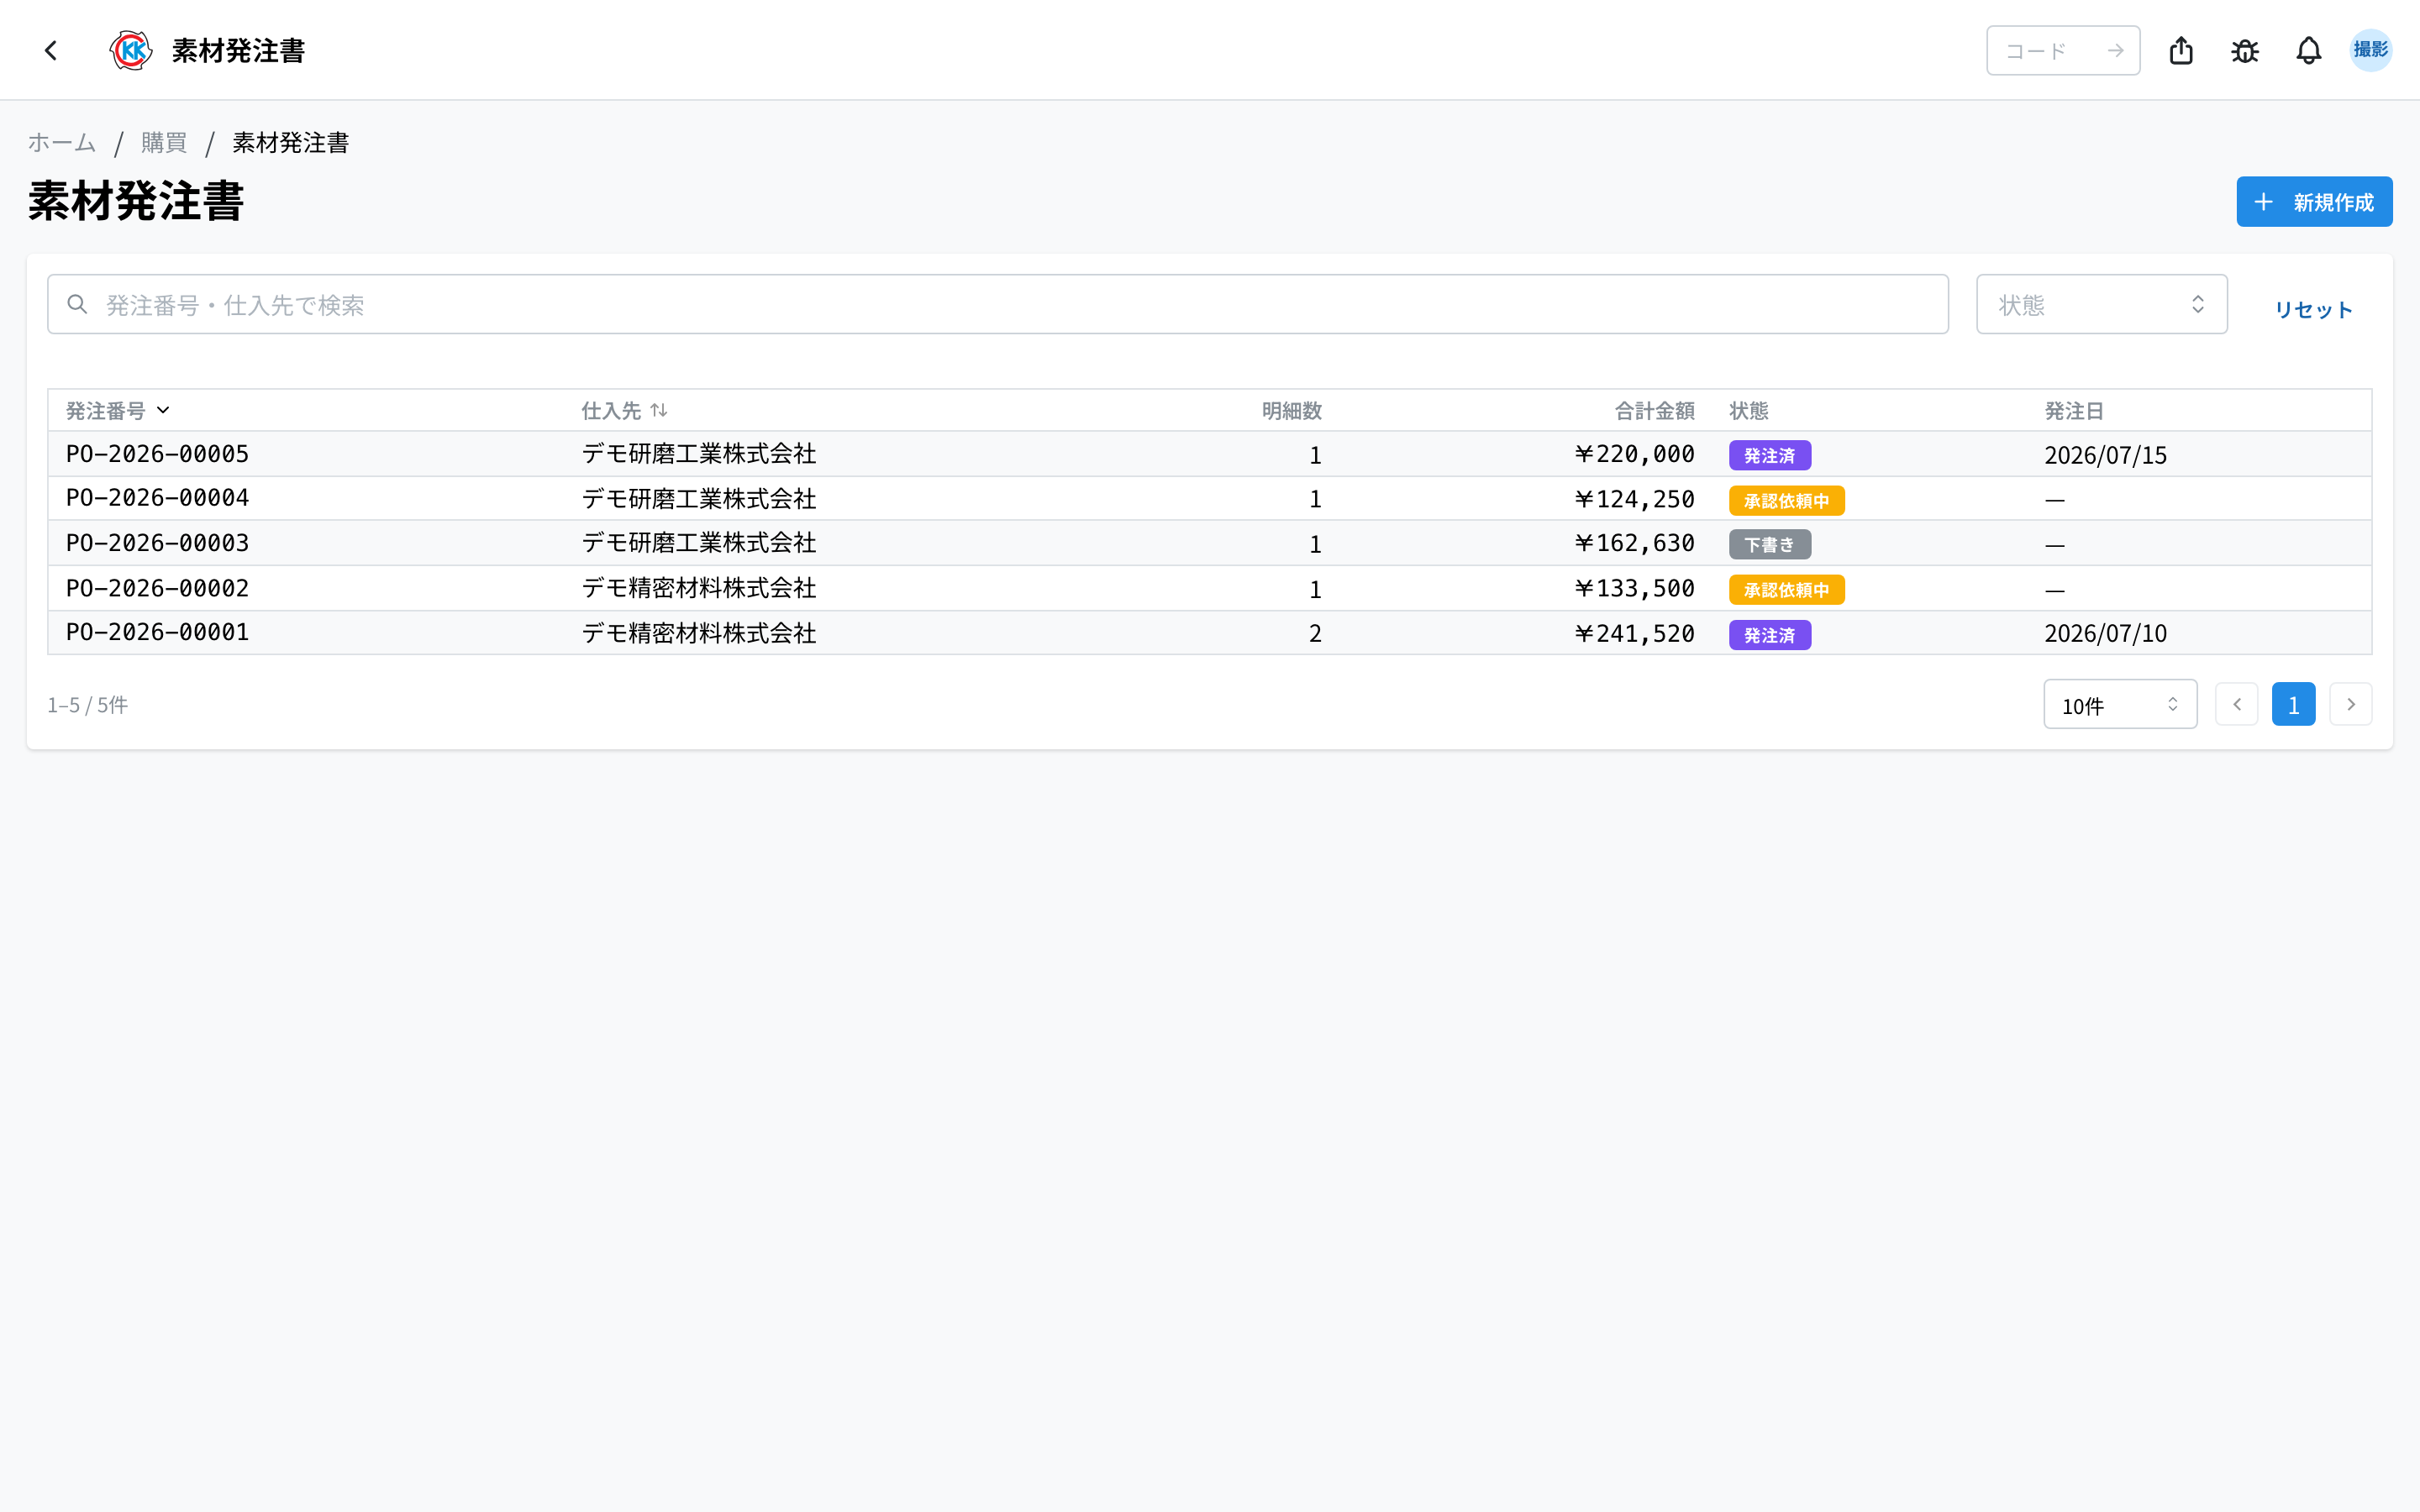 KK 素材発注書 コード 撮影
ホーム / 購買 / 素材発注書
素材発注書
新規作成
発注番号・仕入先で検索 状態 リセット
発注番号 仕入先 明細数 合計金額 状態 発注日
PO-2026-00005 デモ研磨工業株式会社 1 ¥220,000 発注済 2026/07/15
PO-2026-00004 デモ研磨工業株式会社 1 ¥124,250 承認依頼中 —
PO-2026-00003 デモ研磨工業株式会社 1 ¥162,630 下書き —
PO-2026-00002 デモ精密材料株式会社 1 ¥133,500 承認依頼中 —
PO-2026-00001 デモ精密材料株式会社 2 ¥241,520 発注済 2026/07/10
1–5 / 5件 10件 1